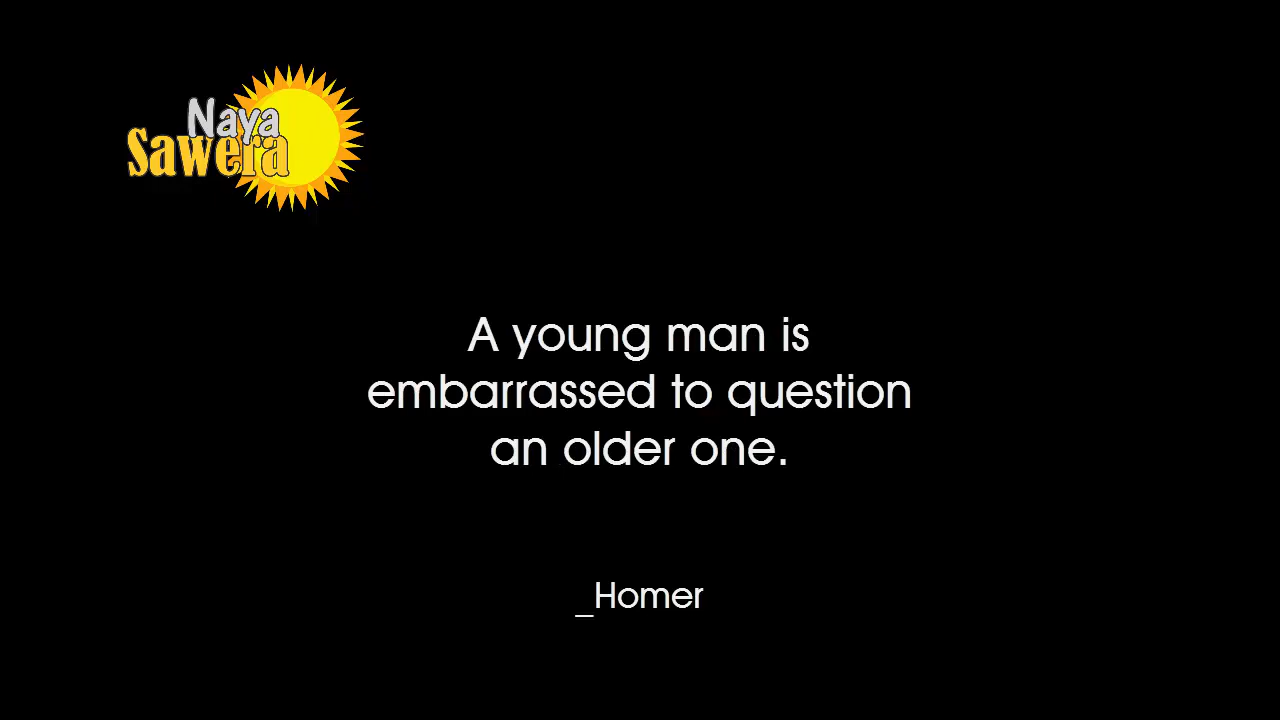 Naya
Sawera
A young man is
embarrassed to question
an older one.
_Homer